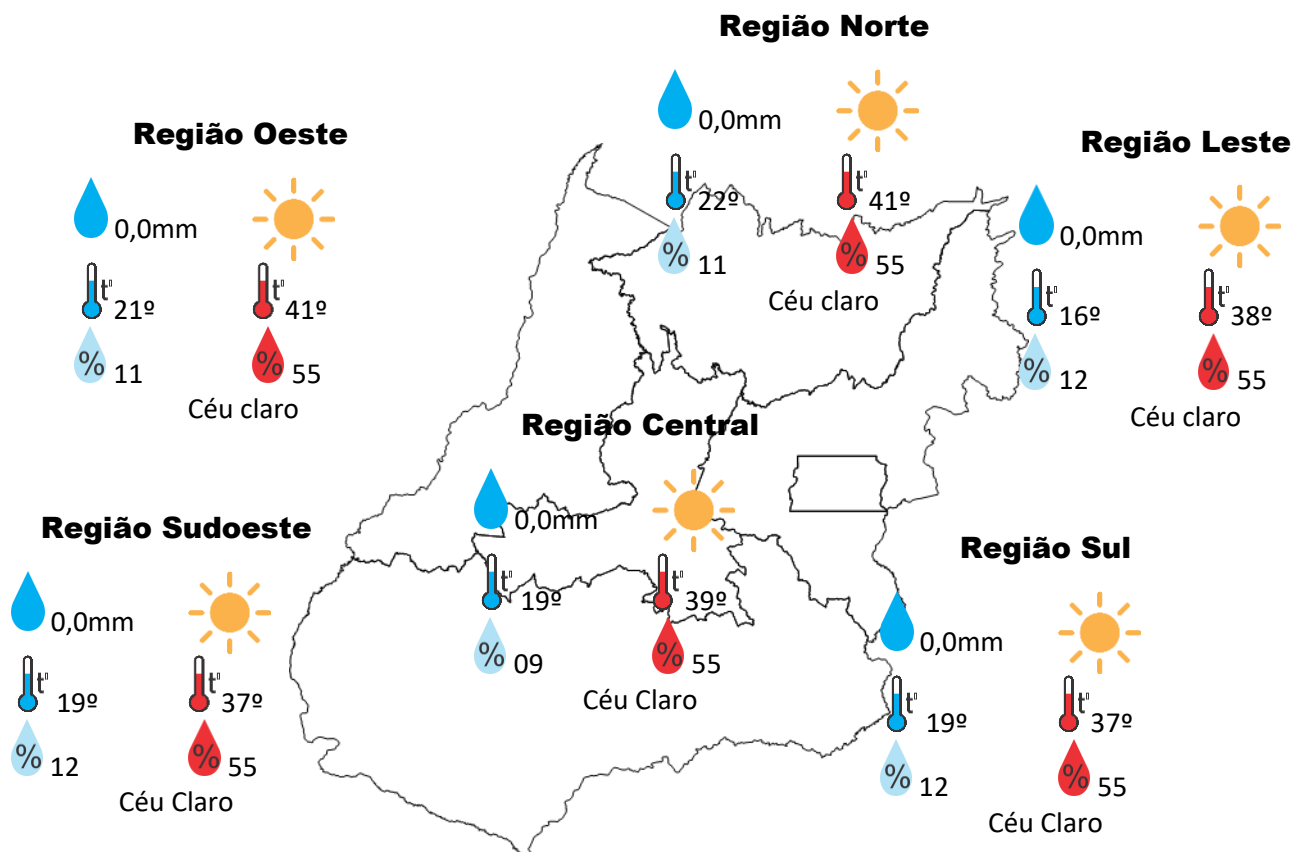 Região Norte
0,0mm
t°
22º
t°
41º
% 11
% 55
Céu claro
Região Oeste
0,0mm
t°
21º
t°
41º
% 11
% 55
Céu claro
Região Leste
0,0mm
t°
16º
t°
38º
% 12
% 55
Céu claro
Região Central
0,0mm
t°
19º
t°
39º
% 09
% 55
Céu Claro
Região Sudoeste
0,0mm
t°
19º
t°
37º
% 12
% 55
Céu Claro
Região Sul
0,0mm
t°
19º
t°
37º
% 12
% 55
Céu Claro